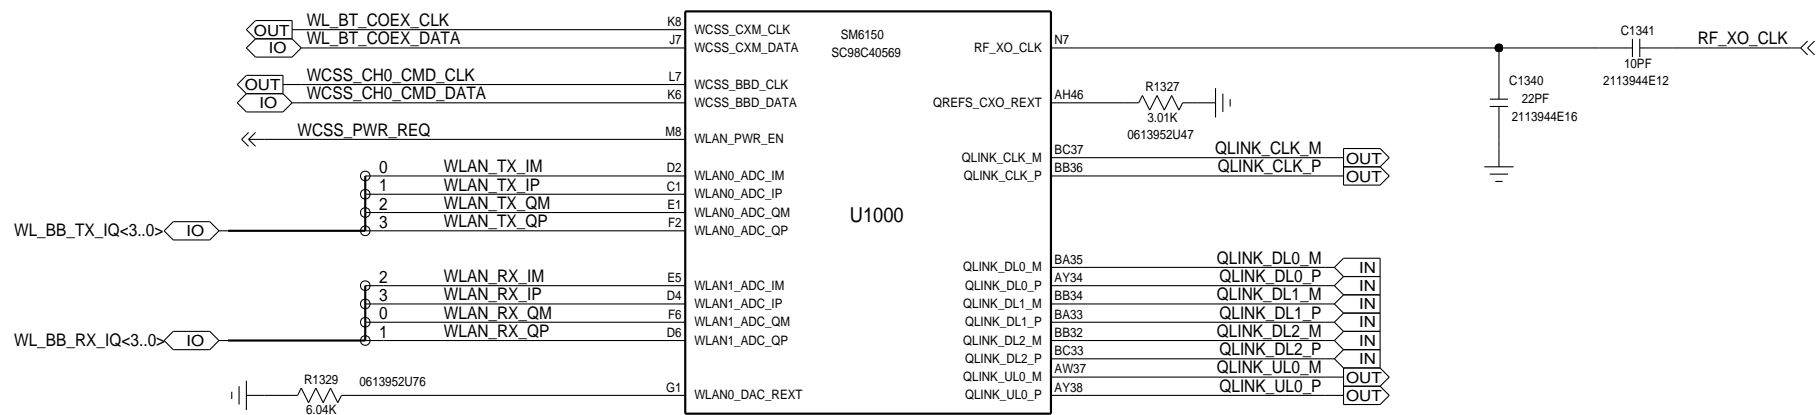 WL_BT_COEX_CLK K8 WCSS_CXM_CLK
OUT
WL_BT_COEX_DATA J7 WCSS_CXM_DATA
IO
WCSS_CH0_CMD_CLK L7 WCSS_BBD_CLK
OUT
WCSS_CH0_CMD_DATA K6 WCSS_BBD_DATA
IO
WCSS_PWR_REQ M8 WLAN_PWR_EN
0 WLAN_TX_IM D2 WLAN0_ADC_IM
1 WLAN_TX_IP C1 WLAN0_ADC_IP
2 WLAN_TX_QM E1 WLAN0_ADC_QM
3 WLAN_TX_QP F2 WLAN0_ADC_QP
WL_BB_TX_IQ<3..0> IO
2 WLAN_RX_IM E5 WLAN1_ADC_IM
3 WLAN_RX_IP D4 WLAN1_ADC_IP
0 WLAN_RX_QM F6 WLAN1_ADC_QM
1 WLAN_RX_QP D6 WLAN1_ADC_QP
WL_BB_RX_IQ<3..0> IO
R1329 0613952U76
6.04K
G1 WLAN0_DAC_REXT
SM6150
SC98C40569
U1000
RF_XO_CLK N7
C1341
10PF
2113944E12
RF_XO_CLK
C1340
22PF
2113944E16
QREFS_CXO_REXT AH46
R1327
3.01K
0613952U47
QLINK_CLK_M BC37 QLINK_CLK_M OUT
QLINK_CLK_P BB36 QLINK_CLK_P OUT
QLINK_DL0_M BA35 QLINK_DL0_M IN
QLINK_DL0_P AY34 QLINK_DL0_P IN
QLINK_DL1_M BB34 QLINK_DL1_M IN
QLINK_DL1_P BA33 QLINK_DL1_P IN
QLINK_DL2_M BB32 QLINK_DL2_M IN
QLINK_DL2_P BC33 QLINK_DL2_P IN
QLINK_UL0_M AW37 QLINK_UL0_M OUT
QLINK_UL0_P AY38 QLINK_UL0_P OUT